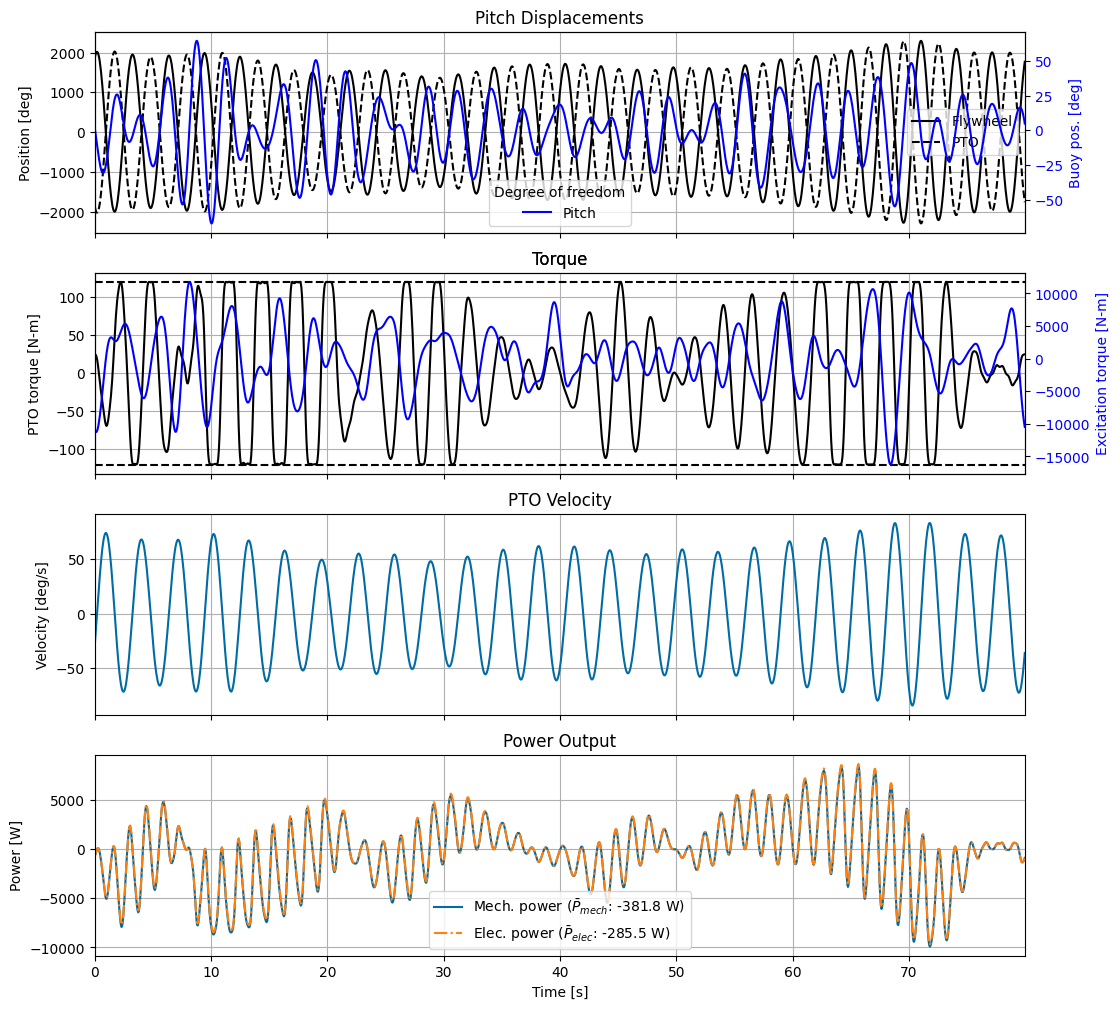 Pitch Displacements
Position [deg]
2000
1000
0
−1000
−2000
50
25
0
−25
−50
Buoy pos. [deg]
Flywheel
PTO
Degree of freedom
Pitch
Torque
PTO torque [N-m]
100
50
0
−50
−100
10000
5000
0
−5000
−10000
−15000
Excitation torque [N-m]
PTO Velocity
Velocity [deg/s]
50
0
−50
Power Output
Power [W]
5000
0
−5000
−10000
Mech. power (P̄mech: -381.8 W)
Elec. power (P̄elec: -285.5 W)
0 10 20 30 40 50 60 70
Time [s]